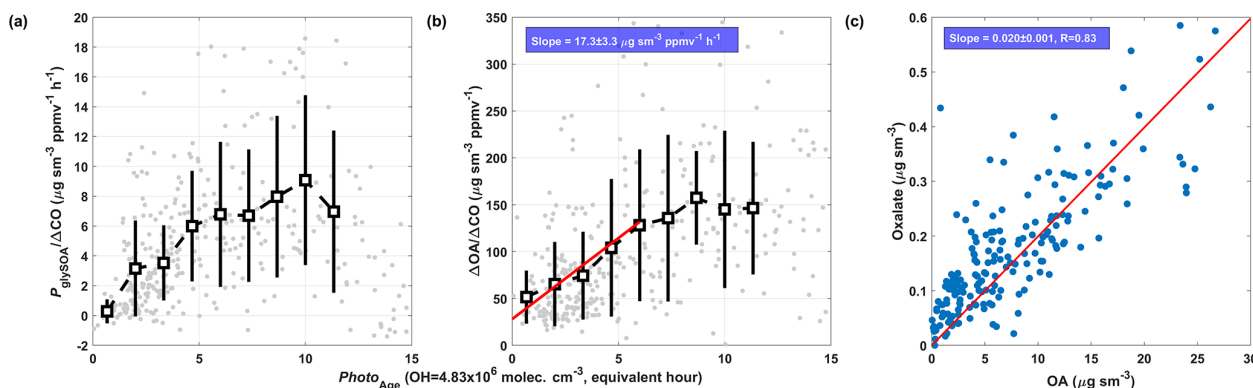 (a)
20
18
16
14
12
10
8
6
4
2
0
-2
P_glySOA/ΔCO (μg sm⁻³ ppmv⁻¹ h⁻¹)
0 5 10 15
(b)
350
300
250
200
150
100
50
0
ΔOA/ΔCO (μg sm⁻³ ppmv⁻¹)
Slope = 17.3±3.3 μg sm⁻³ ppmv⁻¹ h⁻¹
0 5 10 15
Photo_Age (OH=4.83x10⁶ molec. cm⁻³, equivalent hour)
(c)
0.6
0.5
0.4
0.3
0.2
0.1
0
Oxalate (μg sm⁻³)
Slope = 0.020±0.001, R=0.83
0 5 10 15 20 25 30
OA (μg sm⁻³)